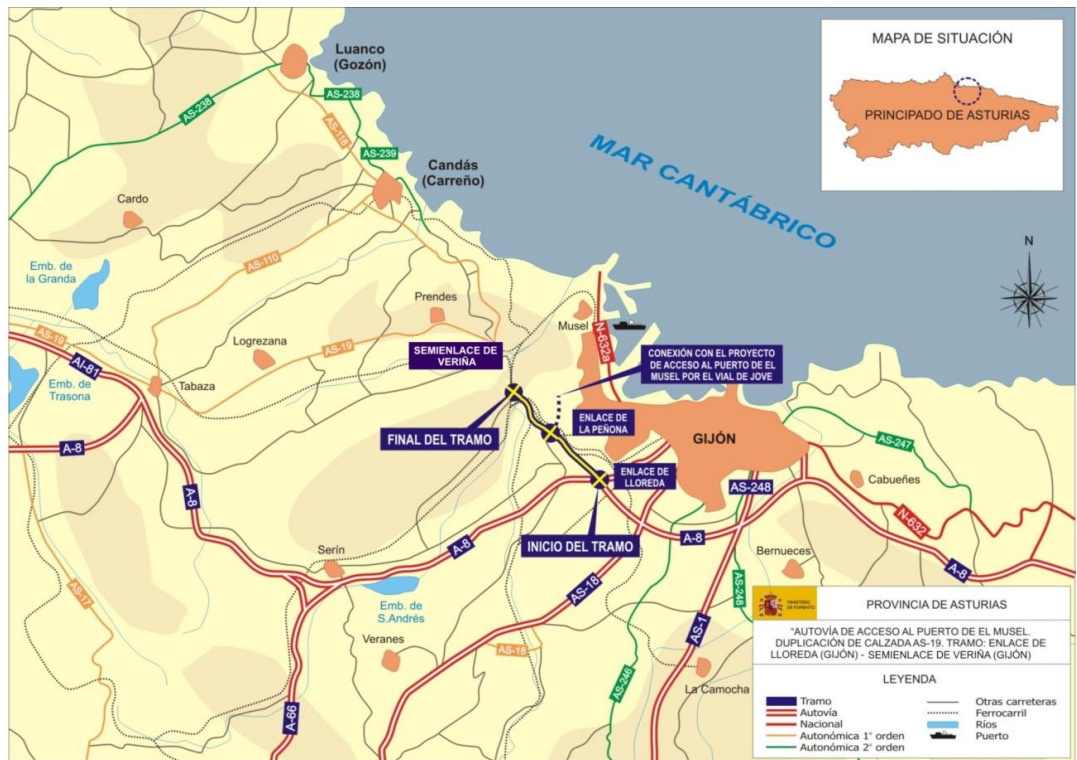 Luanco
(Gozón)
AS-238
AS-238
AS-118
AS-239
Candás
(Carreño)
Cardo
MAR CANTÁBRICO
MAPA DE SITUACIÓN
PRINCIPADO DE ASTURIAS
N
Emb. de
la Granda
AS-110
Prendes
Musel
N-632a
AS-19
Logrezana
AS-19
SEMIENLACE DE
VERIÑA
CONEXIÓN CON EL PROYECTO
DE ACCESO AL PUERTO DE EL
MUSEL POR EL VIAL DE JOVE
AI-81
Emb. de
Trasona
Tabaza
FINAL DEL TRAMO
ENLACE DE
LA PEÑONA
GIJÓN
AS-247
A-8
ENLACE DE
LLOREDA
Cabueñes
A-8
AS-248
N-632
INICIO DEL TRAMO
A-8
A-8
Serín
Bernueces
A-8
Emb. de
S.Andrés
AS-18
AS-248
AS-17
Veranes
AS-18
AS-1
AS-246
La Camocha
A-66
MINISTERIO
DE FOMENTO
PROVINCIA DE ASTURIAS
"AUTOVÍA DE ACCESO AL PUERTO DE EL MUSEL.
DUPLICACIÓN DE CALZADA AS-19. TRAMO: ENLACE DE
LLOREDA (GIJÓN) - SEMIENLACE DE VERIÑA (GIJÓN)
LEYENDA
Tramo
Autovía
Nacional
Autonómica 1° orden
Autonómica 2° orden
Otras carreteras
Ferrocarril
Ríos
Puerto